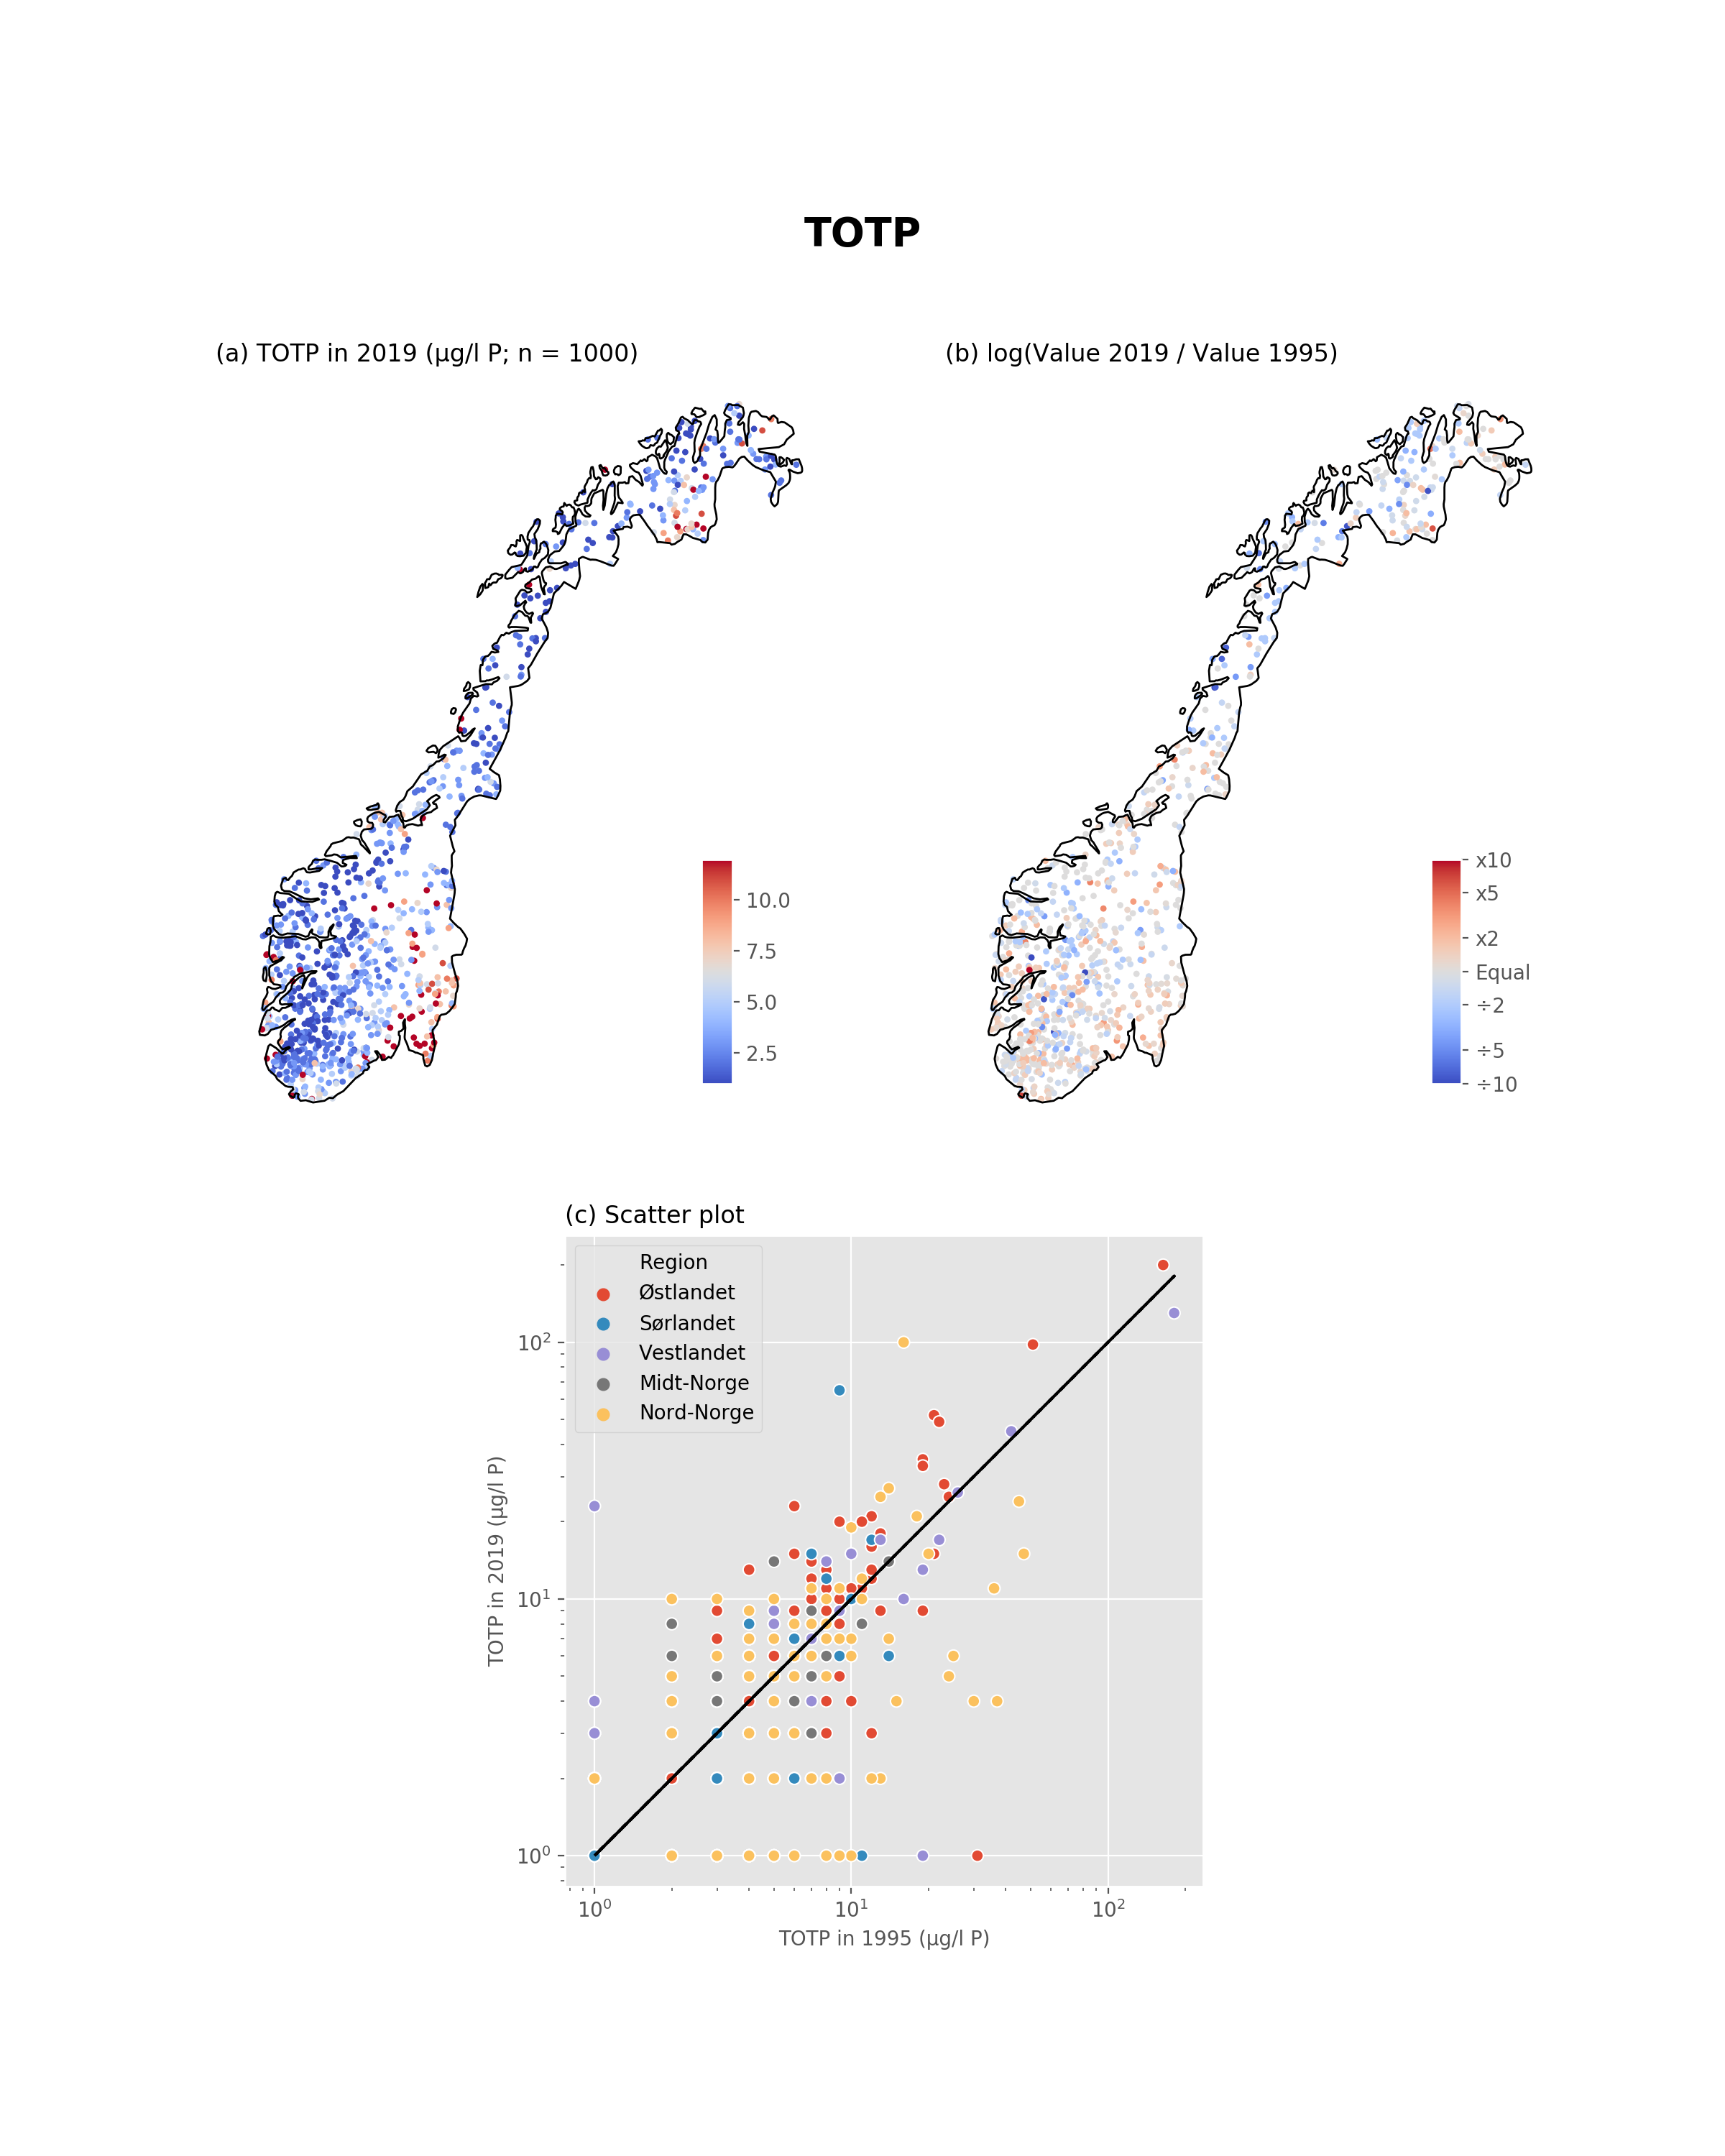 TOTP
(a) TOTP in 2019 (µg/l P; n = 1000)
(b) log(Value 2019 / Value 1995)
10.0
7.5
5.0
2.5
x10
x5
x2
Equal
÷2
÷5
÷10
(c) Scatter plot
Region
Østlandet
Sørlandet
Vestlandet
Midt-Norge
Nord-Norge
TOTP in 2019 (µg/l P)
10²
10¹
10⁰
10⁰ 10¹ 10²
TOTP in 1995 (µg/l P)